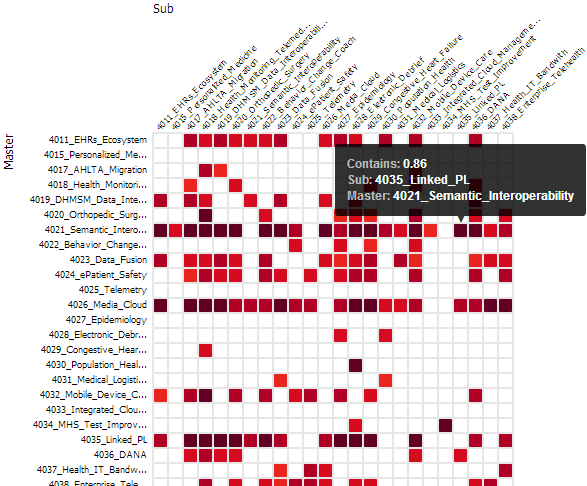 Sub
4011_EHRs_Ecosystem
4015_Personalized_Medicine
4017_AHLTA_Migration
4018_Health_Monitoring_Telemed...
4019_DHMSM_Data_Interoperabili...
4020_Orthopedic_Surgery
4021_Semantic_Interoperability
4022_Behavior_Change_Coach
4023_Data_Fusion
4024_ePatient_Safety
4025_Telemetry
4026_Media_Cloud
4027_Epidemiology
4028_Electronic_Debrief
4029_Congestive_Heart_Failure
4030_Population_Health
4031_Medical_Logistics
4032_Mobile_Device_Care
4033_Integrated_Cloud_Manageme...
4034_MHS_Test_Improvement
4035_Linked_PL
4036_DANA
4037_Health_IT_Bandwith
4038_Enterprise_Telehealth
Master
4011_EHRs_Ecosystem
4015_Personalized_Me...
4017_AHLTA_Migration
4018_Health_Monitori...
4019_DHMSM_Data_Inte...
4020_Orthopedic_Surg...
4021_Semantic_Intero...
4022_Behavior_Change...
4023_Data_Fusion
4024_ePatient_Safety
4025_Telemetry
4026_Media_Cloud
4027_Epidemiology
4028_Electronic_Debr...
4029_Congestive_Hear...
4030_Population_Heal...
4031_Medical_Logisti...
4032_Mobile_Device_C...
4033_Integrated_Clou...
4034_MHS_Test_Improv...
4035_Linked_PL
4036_DANA
4037_Health_IT_Bandw...
4038_Enterprise_Tele...
Contains: 0.86
Sub: 4035_Linked_PL
Master: 4021_Semantic_Interoperability